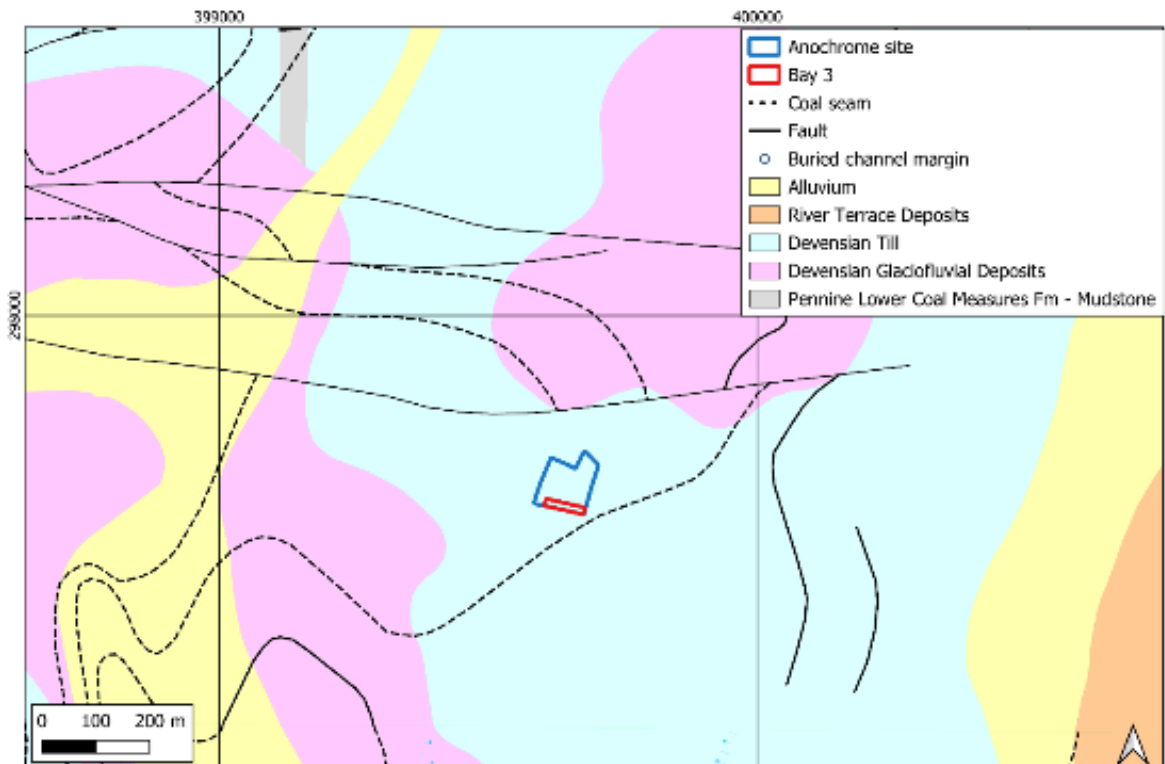 399000
400000
Anochrome site
Bay 3
Coal seam
Fault
Buried channel margin
Alluvium
River Terrace Deposits
Devensian Till
Devensian Glaciofluvial Deposits
Pennine Lower Coal Measures Fm - Mudstone
298000
0 100 200 m